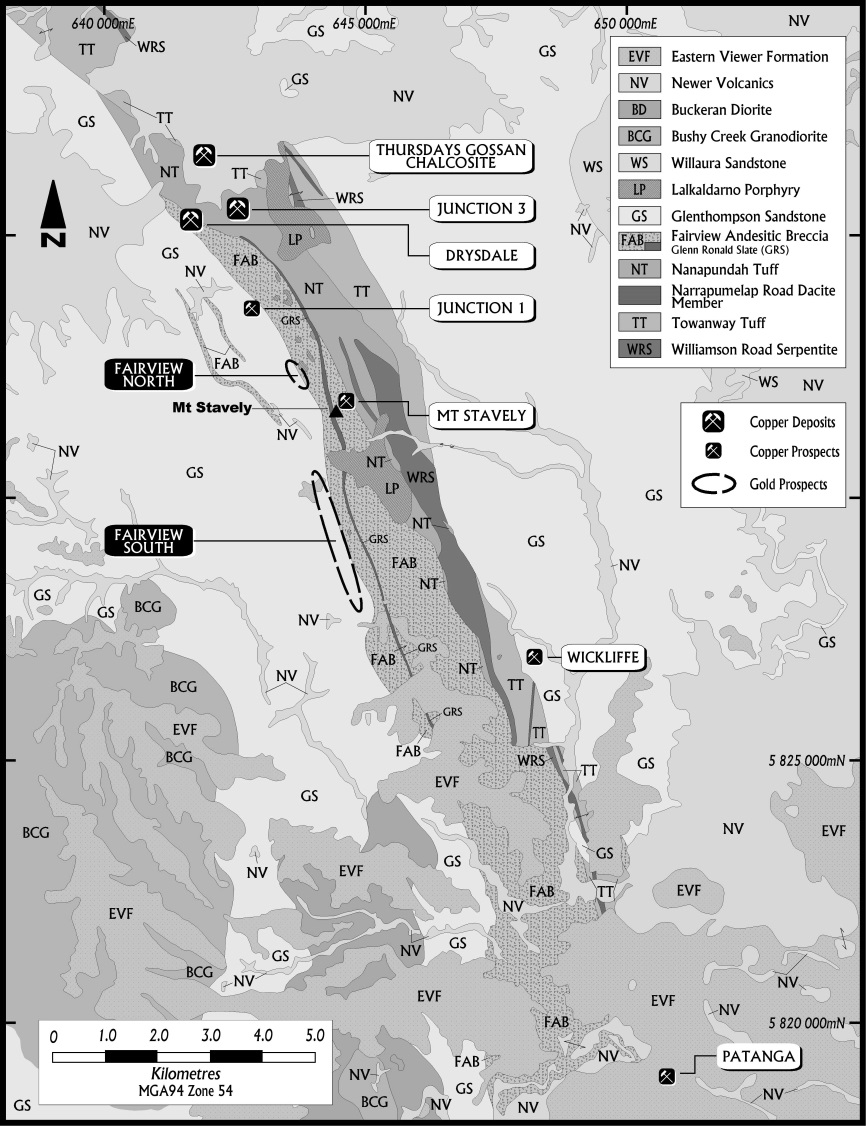 640 000mE
645 000mE
650 000mE
NV
TT
WRS
GS
GS
GS
NV
GS
TT
NT
TT
THURSDAYS GOSSAN
CHALCOSITE
WRS
JUNCTION 3
N
NV
LP
DRYSDALE
GS
FAB
NV
NT
TT
JUNCTION 1
GRS
FAB
FAIRVIEW
NORTH
Mt Stavely
MT STAVELY
NV
NV
GS
NT
LP
WRS
GS
NT
FAIRVIEW
SOUTH
GRS
GS
FAB
NV
NT
GS
GS
BCG
NV
GS
FAB
GRS
WICKLIFFE
NT
NV
BCG
TT
GS
GRS
EVF
FAB
TT
BCG
WRS
TT
GS
5 825 000mN
EVF
GS
NV
EVF
BCG
GS
GS
NV
EVF
FAB
TT
EVF
NV
EVF
GS
NV
GS
BCG
NV
NV
EVF
EVF
NV
FAB
5 820 000mN
NV
FAB
PATANGA
NV
GS
NV
BCG
NV
NV
GS
WS
NV
WS
NV
EVF Eastern Viewer Formation
NV Newer Volcanics
BD Buckeran Diorite
BCG Bushy Creek Granodiorite
WS Willaura Sandstone
LP Lalkaldarno Porphyry
GS Glenthompson Sandstone
FAB Fairview Andesitic Breccia
Glenn Ronald Slate (GRS)
NT Nanapundah Tuff
Narrapumelap Road Dacite
Member
TT Towanway Tuff
WRS Williamson Road Serpentite
Copper Deposits
Copper Prospects
Gold Prospects
0 1.0 2.0 3.0 4.0 5.0
Kilometres
MGA94 Zone 54